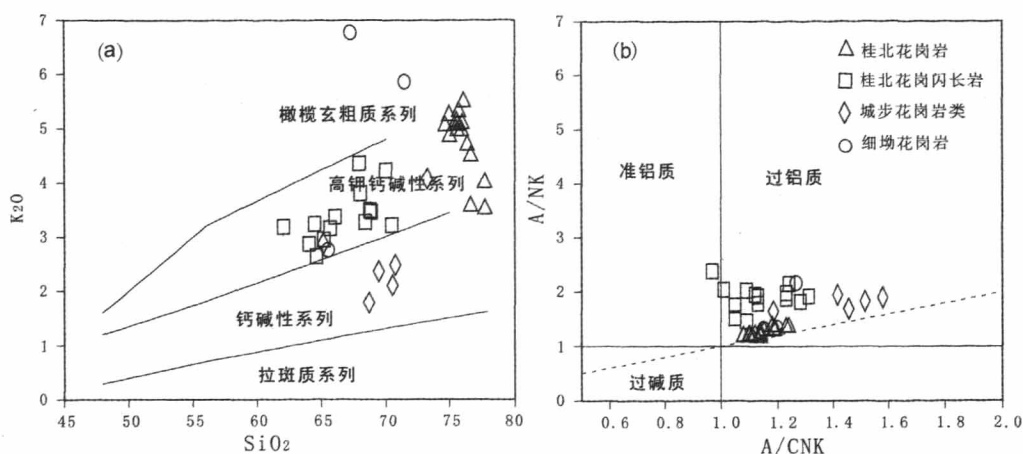 (a)
橄榄玄粗质系列
高钾钙碱性系列
钙碱性系列
拉斑质系列
K2O
7
6
5
4
3
2
1
0
45 50 55 60 65 70 75 80
SiO2
(b)
△ 桂北花岗岩
□ 桂北花岗闪长岩
◇ 城步花岗岩类
○ 细坳花岗岩
准铝质
过铝质
过碱质
A/NK
7
6
5
4
3
2
1
0
0.6 0.8 1.0 1.2 1.4 1.6 1.8 2.0
A/CNK